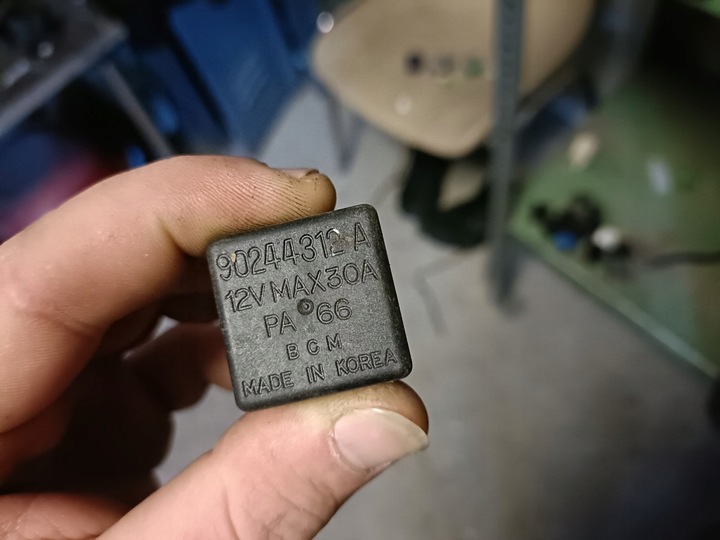 90244312 A
12V MAX30A
PA 66
B C M
MADE IN KOREA